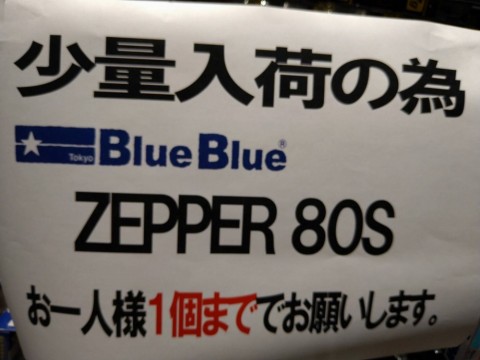 少量入荷の為
Tokyo BlueBlue®
ZEPPER 80S
お一人様1個まででお願いします。